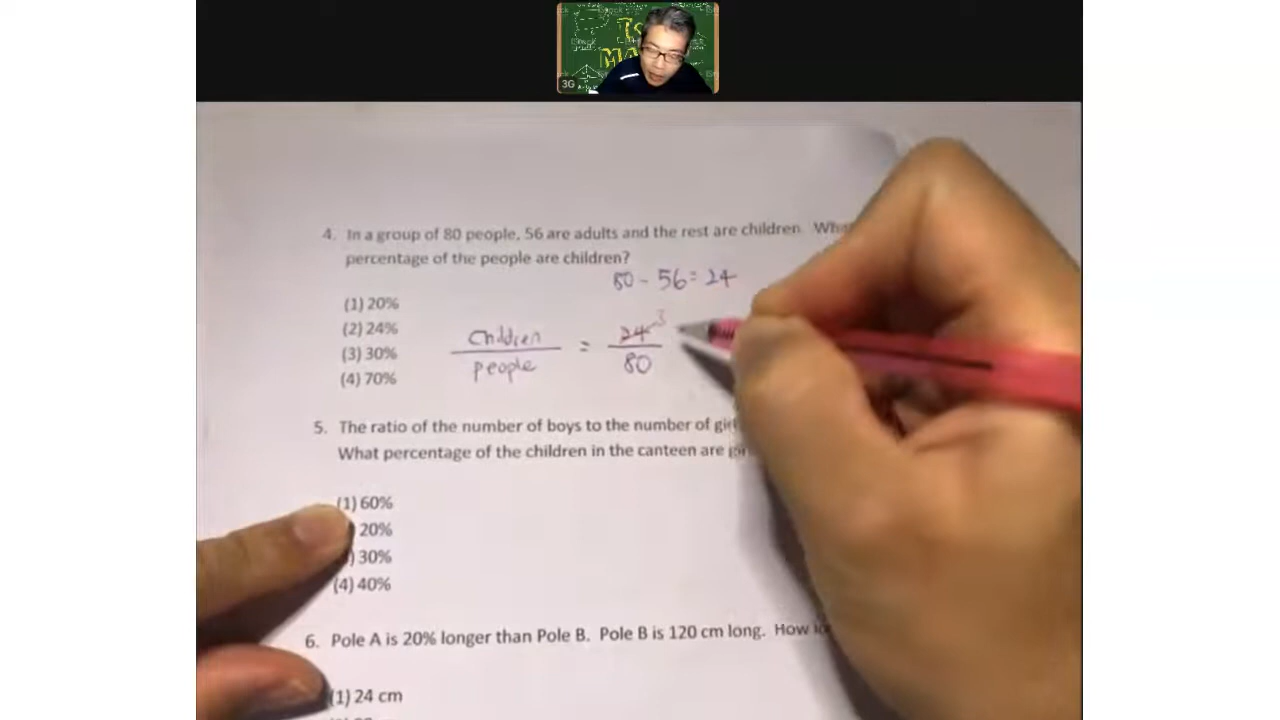 3G
4. In a group of 80 people, 56 are adults and the rest are children.
percentage of the people are children?
80 - 56 = 24
(1) 20%
(2) 24%
(3) 30%
(4) 70%
Children
people
=
24 3
80
5. The ratio of the number of boys to the number of
What percentage of the children in the canteen are
(1) 60%
20%
) 30%
(4) 40%
6. Pole A is 20% longer than Pole B. Pole B is 120 cm long. How
(1) 24 cm